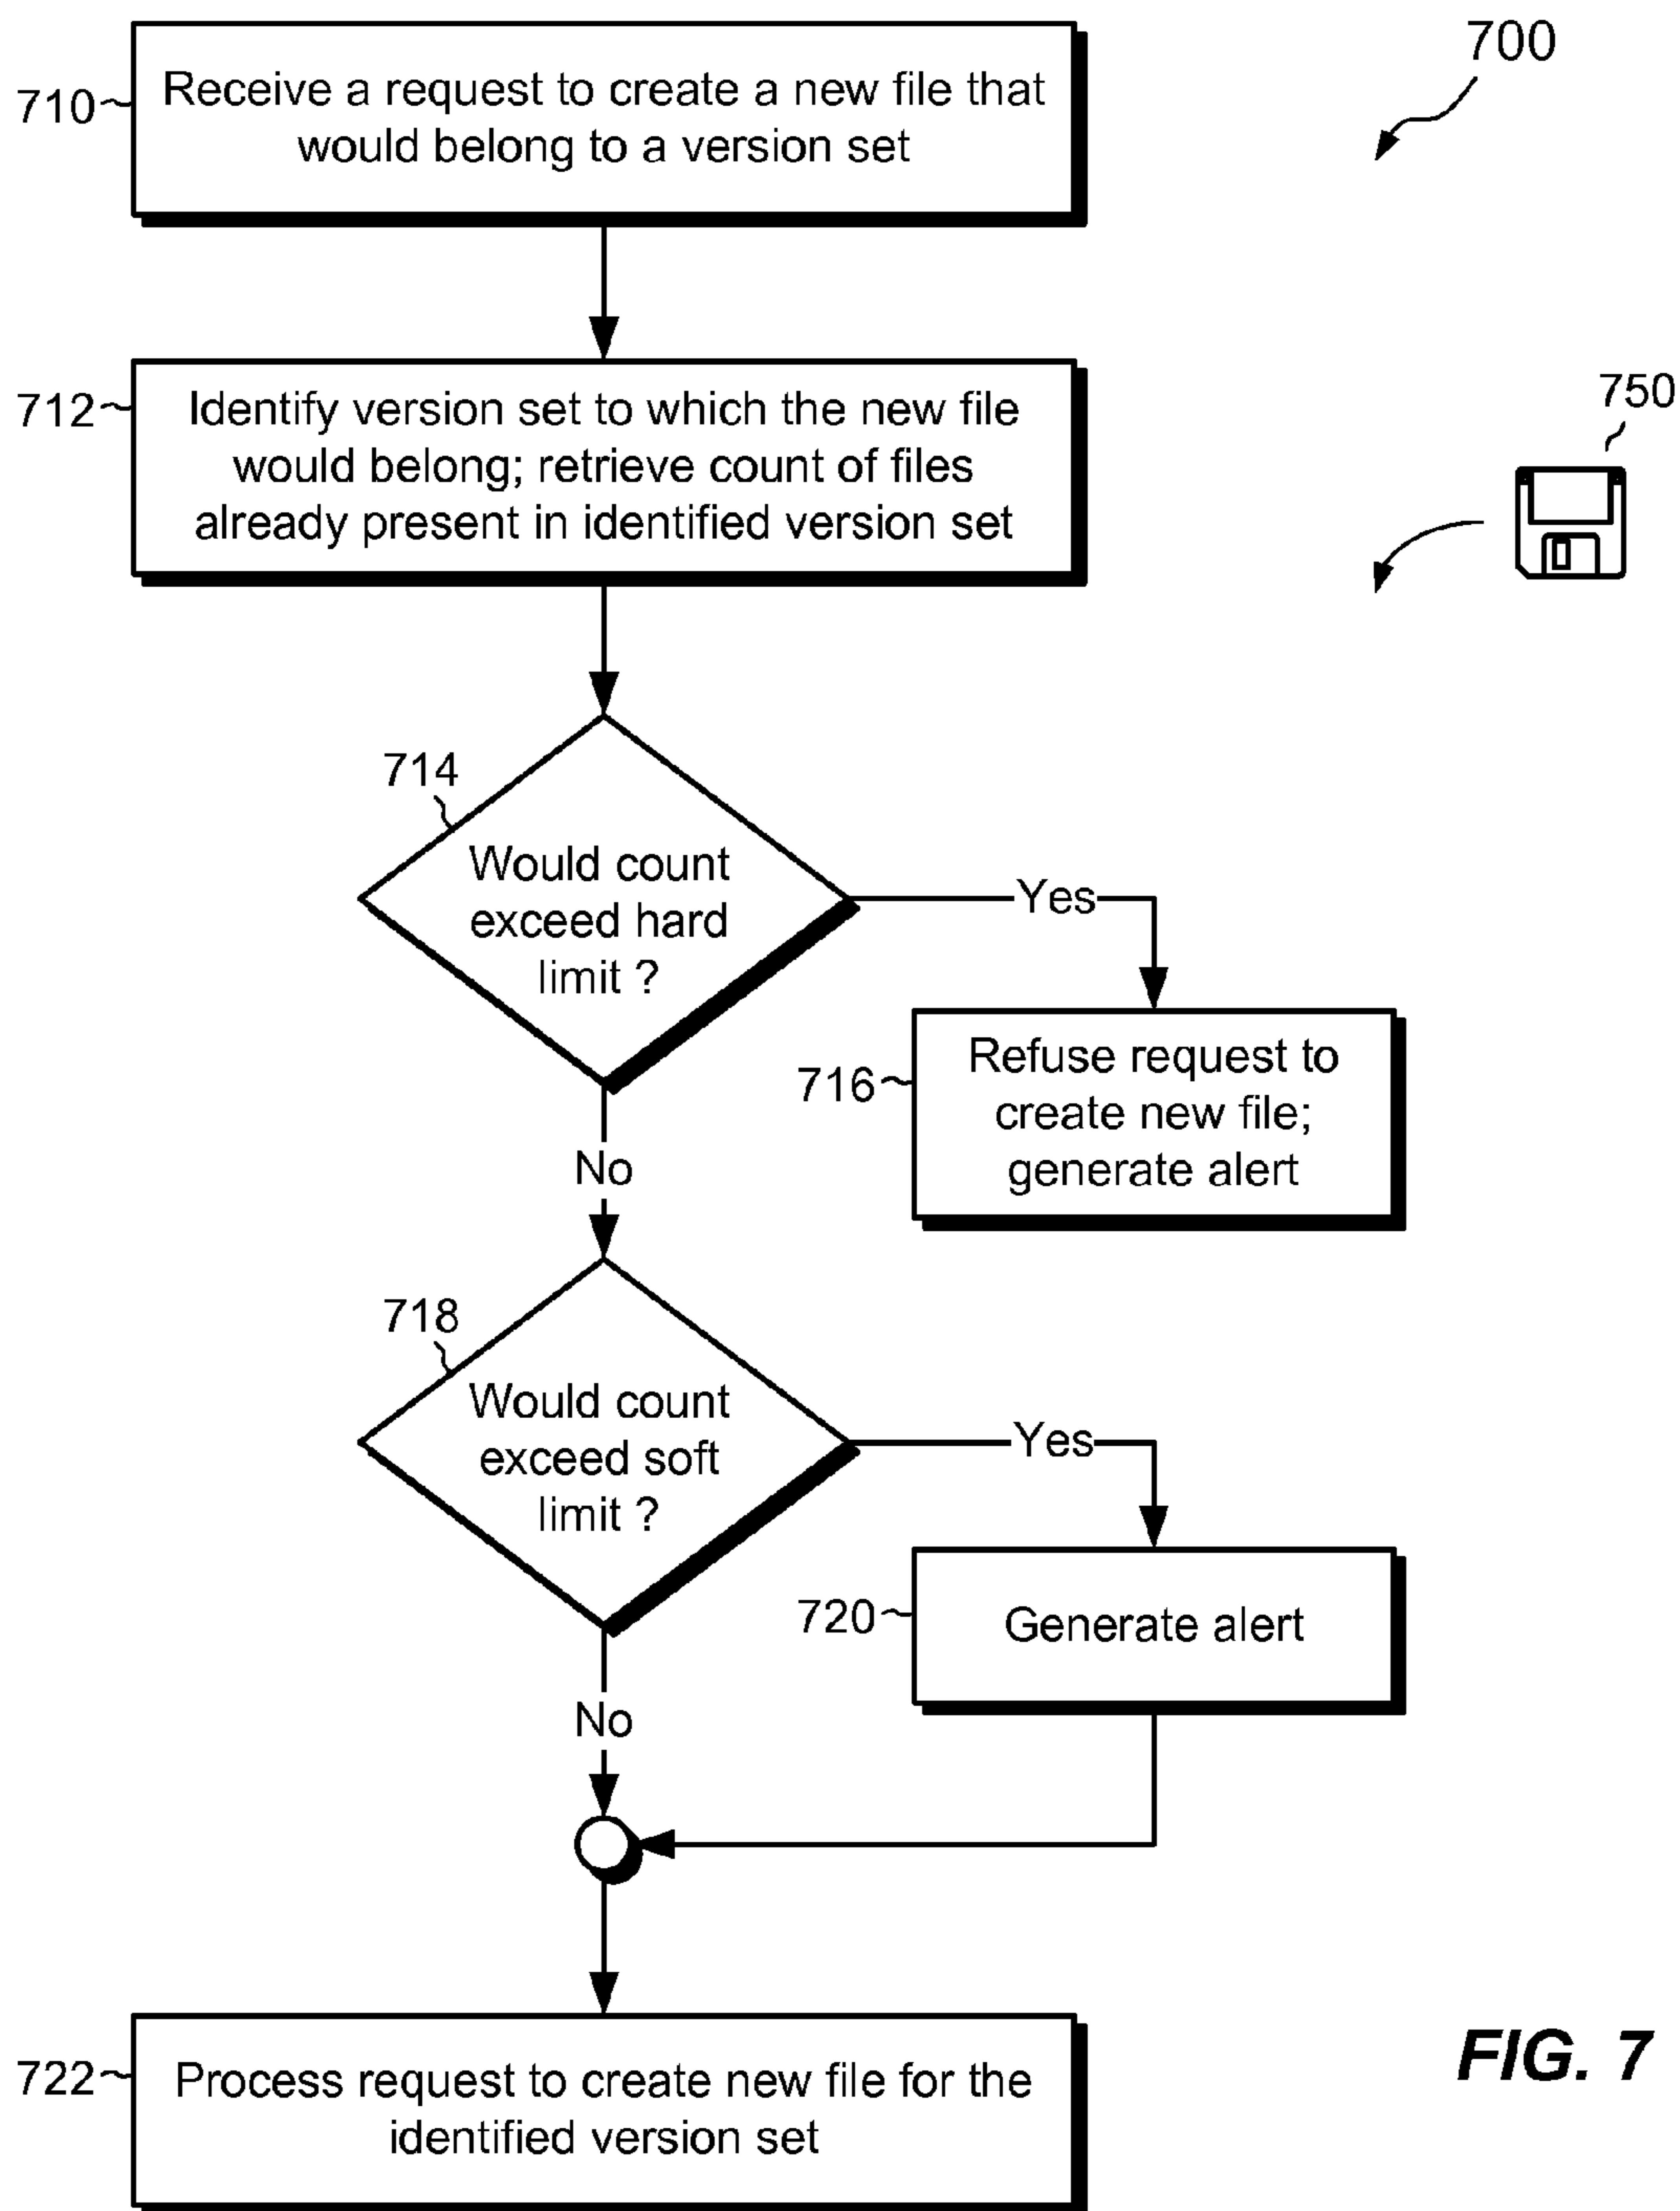 700
710
Receive a request to create a new file that
would belong to a version set
712
Identify version set to which the new file
would belong; retrieve count of files
already present in identified version set
750
714
Would count
exceed hard
limit ?
Yes
716
Refuse request to
create new file;
generate alert
No
718
Would count
exceed soft
limit ?
Yes
720
Generate alert
No
722
Process request to create new file for the
identified version set
FIG. 7